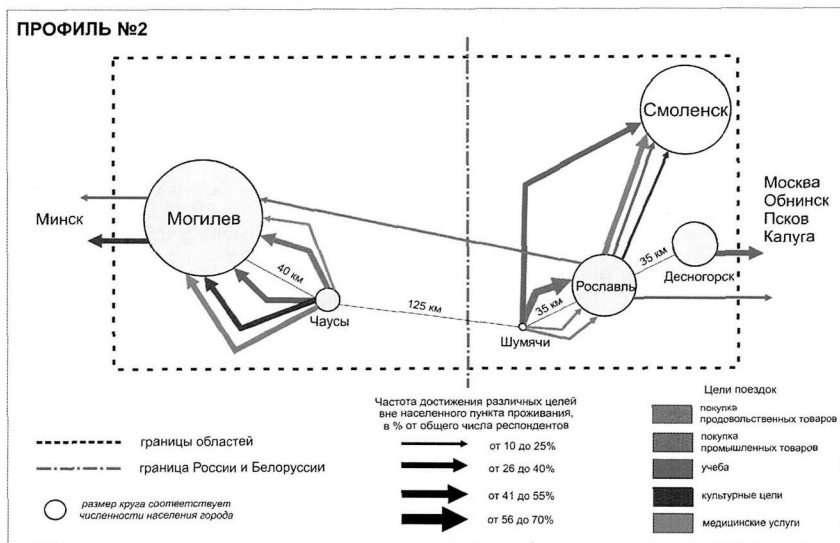 ПРОФИЛЬ №2
Смоленск
Москва
Обнинск
Псков
Калуга
Минск
Могилев
40 км
Чаусы
125 км
Шумячи
35 км
Рославль
35 км
Десногорск
границы областей
граница России и Белоруссии
размер круга соответствует
численности населения города
Частота достижения различных целей
вне населенного пункта проживания,
в % от общего числа респондентов
от 10 до 25%
от 26 до 40%
от 41 до 55%
от 56 до 70%
Цели поездок
покупка
продовольственных товаров
покупка
промышленных товаров
учеба
культурные цели
медицинские услуги